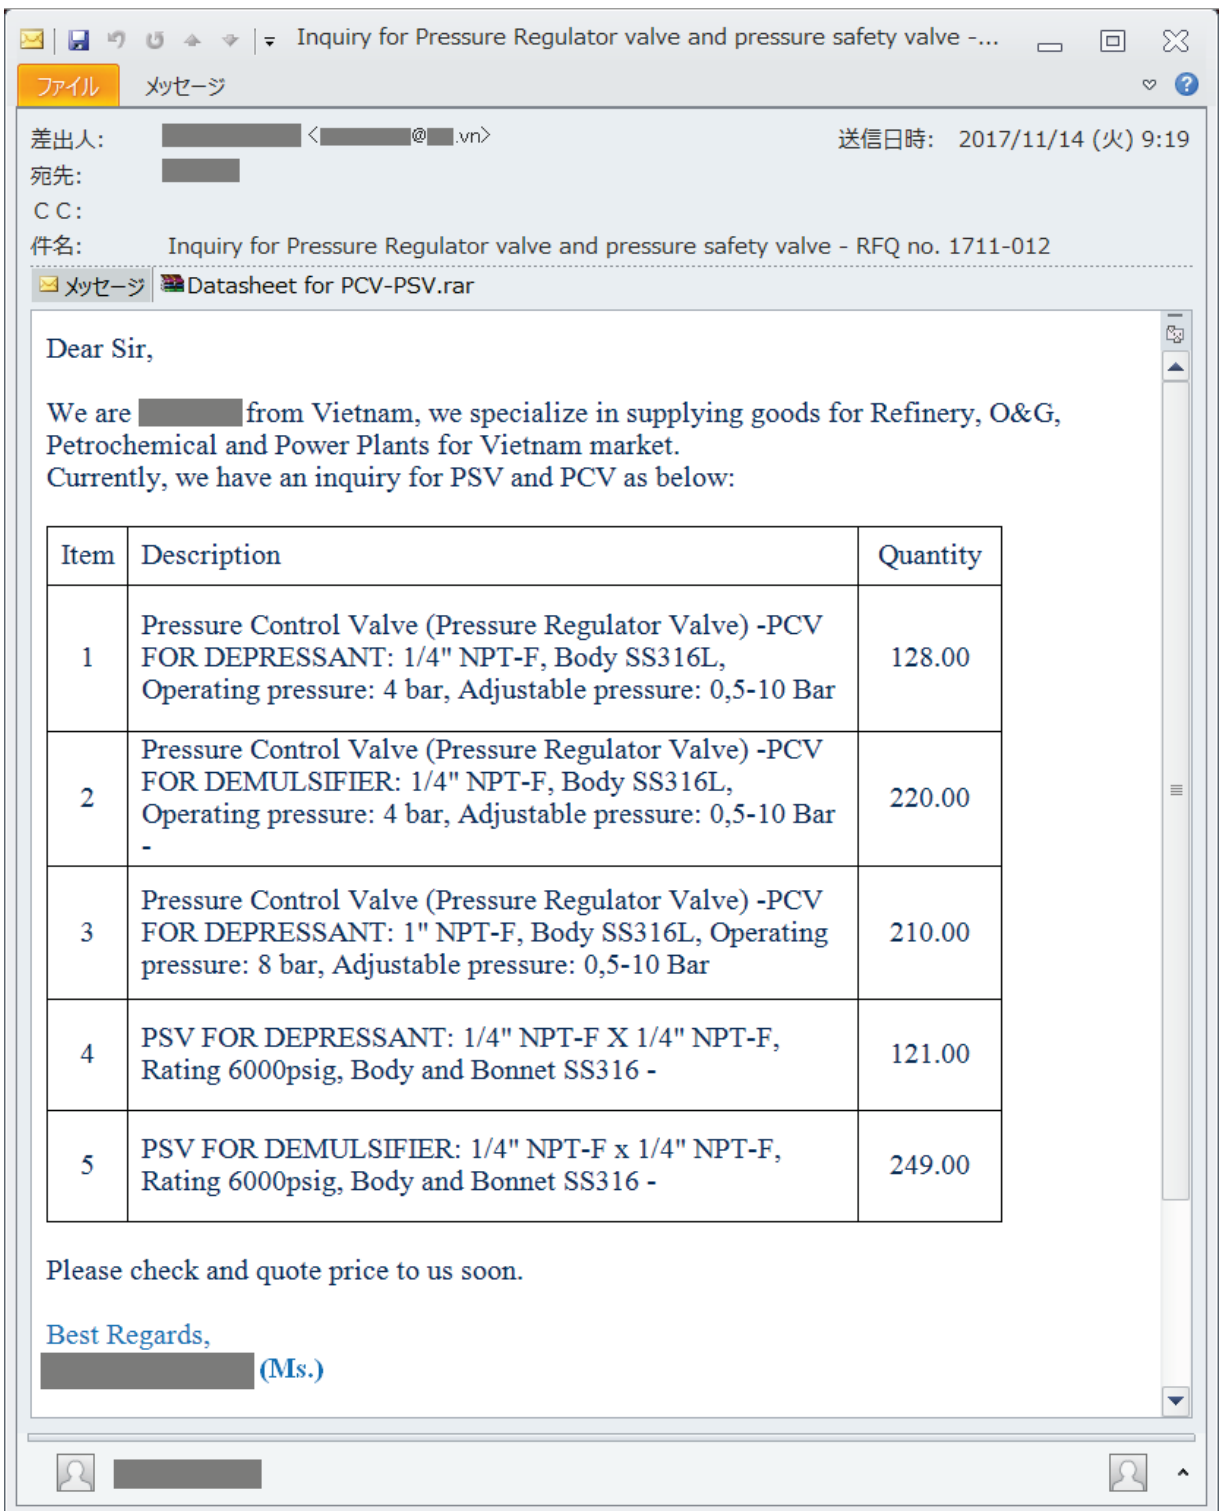 Inquiry for Pressure Regulator valve and pressure safety valve -...
ファイル
メッセージ
差出人: < @ .vn>
送信日時: 2017/11/14 (火) 9:19
宛先:
ＣＣ:
件名: Inquiry for Pressure Regulator valve and pressure safety valve - RFQ no. 1711-012
メッセージ
Datasheet for PCV-PSV.rar
Dear Sir,
We are from Vietnam, we specialize in supplying goods for Refinery, O&G,
Petrochemical and Power Plants for Vietnam market.
Currently, we have an inquiry for PSV and PCV as below:
Item Description Quantity
1
Pressure Control Valve (Pressure Regulator Valve) -PCV
FOR DEPRESSANT: 1/4" NPT-F, Body SS316L,
Operating pressure: 4 bar, Adjustable pressure: 0,5-10 Bar
128.00
2
Pressure Control Valve (Pressure Regulator Valve) -PCV
FOR DEMULSIFIER: 1/4" NPT-F, Body SS316L,
Operating pressure: 4 bar, Adjustable pressure: 0,5-10 Bar
-
220.00
3
Pressure Control Valve (Pressure Regulator Valve) -PCV
FOR DEPRESSANT: 1" NPT-F, Body SS316L, Operating
pressure: 8 bar, Adjustable pressure: 0,5-10 Bar
210.00
4
PSV FOR DEPRESSANT: 1/4" NPT-F X 1/4" NPT-F,
Rating 6000psig, Body and Bonnet SS316 -
121.00
5
PSV FOR DEMULSIFIER: 1/4" NPT-F x 1/4" NPT-F,
Rating 6000psig, Body and Bonnet SS316 -
249.00
Please check and quote price to us soon.
Best Regards,
(Ms.)